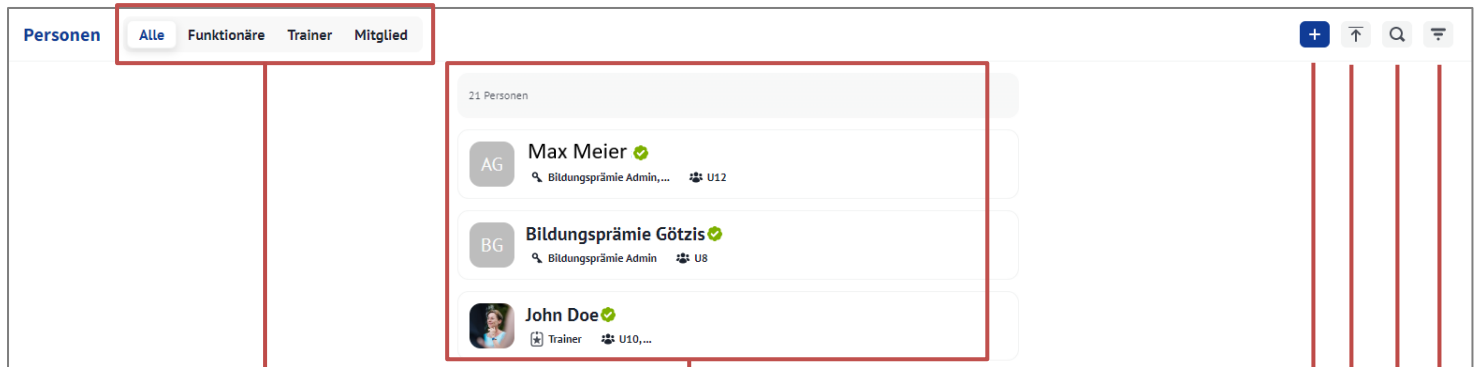 Personen Alle Funktionäre Trainer Mitglied
21 Personen
AG
Max Meier
Bildungsprämie Admin,... U12
BG
Bildungsprämie Götzis
Bildungsprämie Admin U8
John Doe
Trainer U10,...